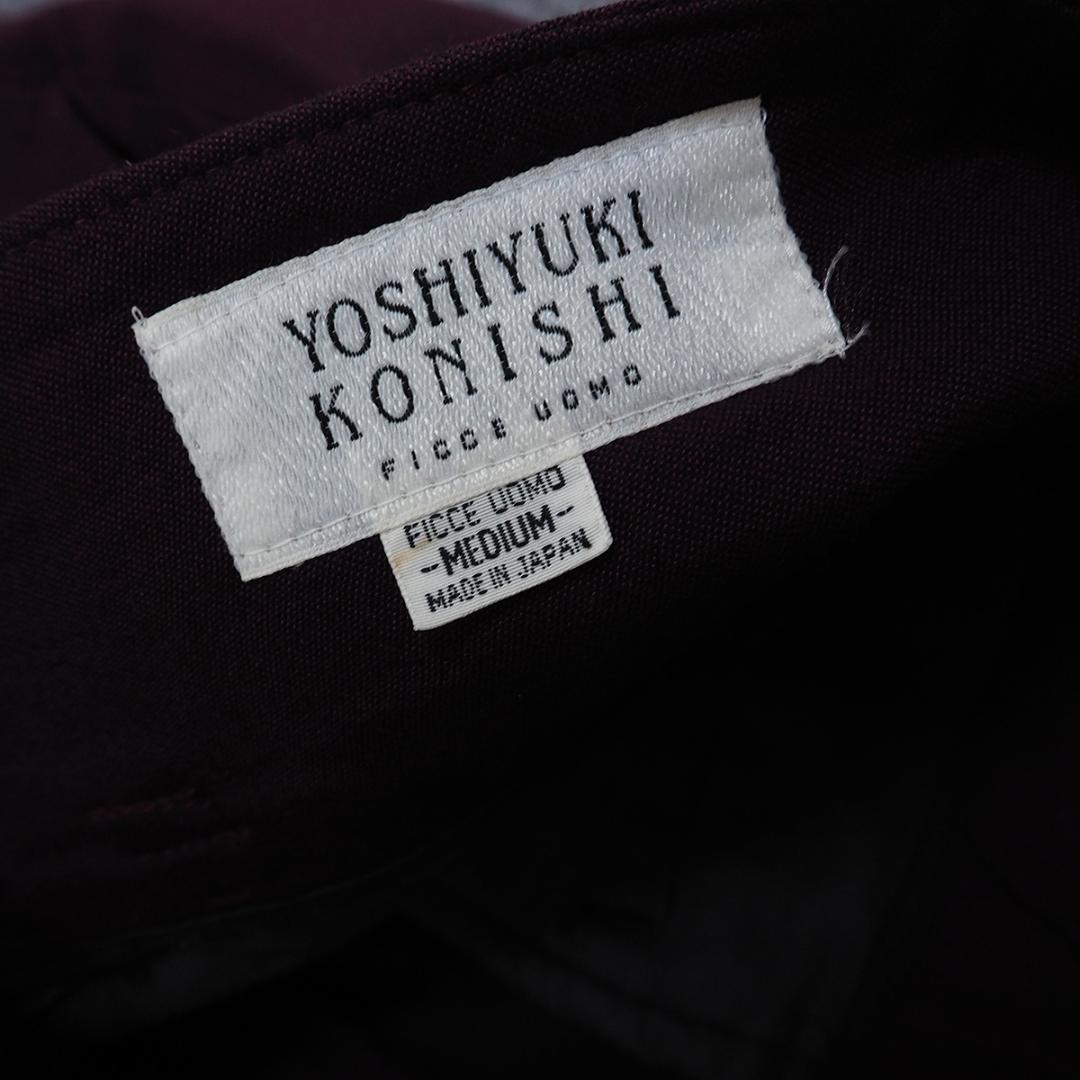 YOSHIYUKI
KONISHI
FICCE UOMO
FICCE UOMO
-MEDIUM-
MADE IN JAPAN